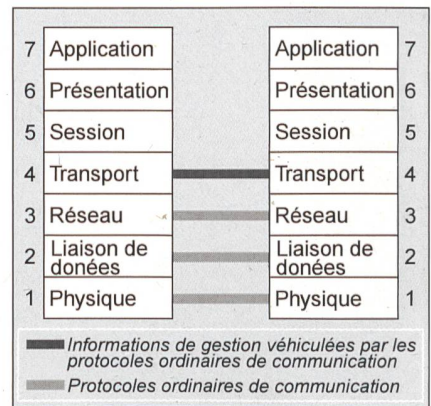 7 Application Application 7
6 Présentation Présentation 6
5 Session Session 5
4 Transport Transport 4
3 Réseau Réseau 3
2 Liaison de donées Liaison de donées 2
1 Physique Physique 1
Informations de gestion véhiculées par les
protocoles ordinaires de communication
Protocoles ordinaires de communication